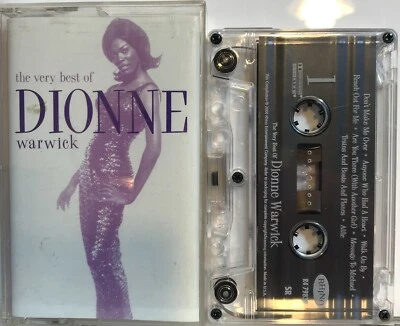 the very best of
DIONNE
warwick
1
Don't Make Me Over • Anyone Who Had A Heart • Walk On By •
Reach Out For Me • Are You There (With Another Girl) • Message To Michael •
Trains And Boats And Planes • Alfie
The Very Best Of Dionne Warwick
RHINO
SR